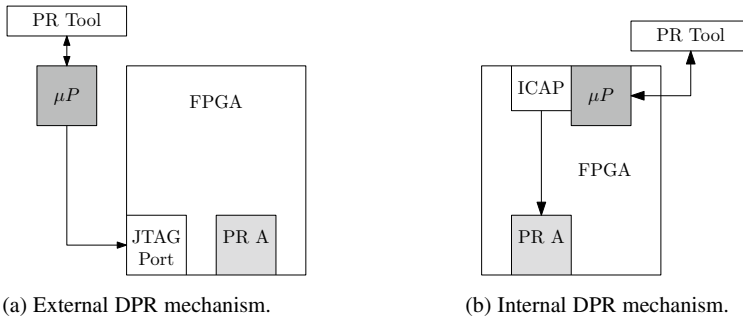 PR Tool
μP
FPGA
JTAG
Port
PR A
(a) External DPR mechanism.
PR Tool
ICAP
μP
FPGA
PR A
(b) Internal DPR mechanism.